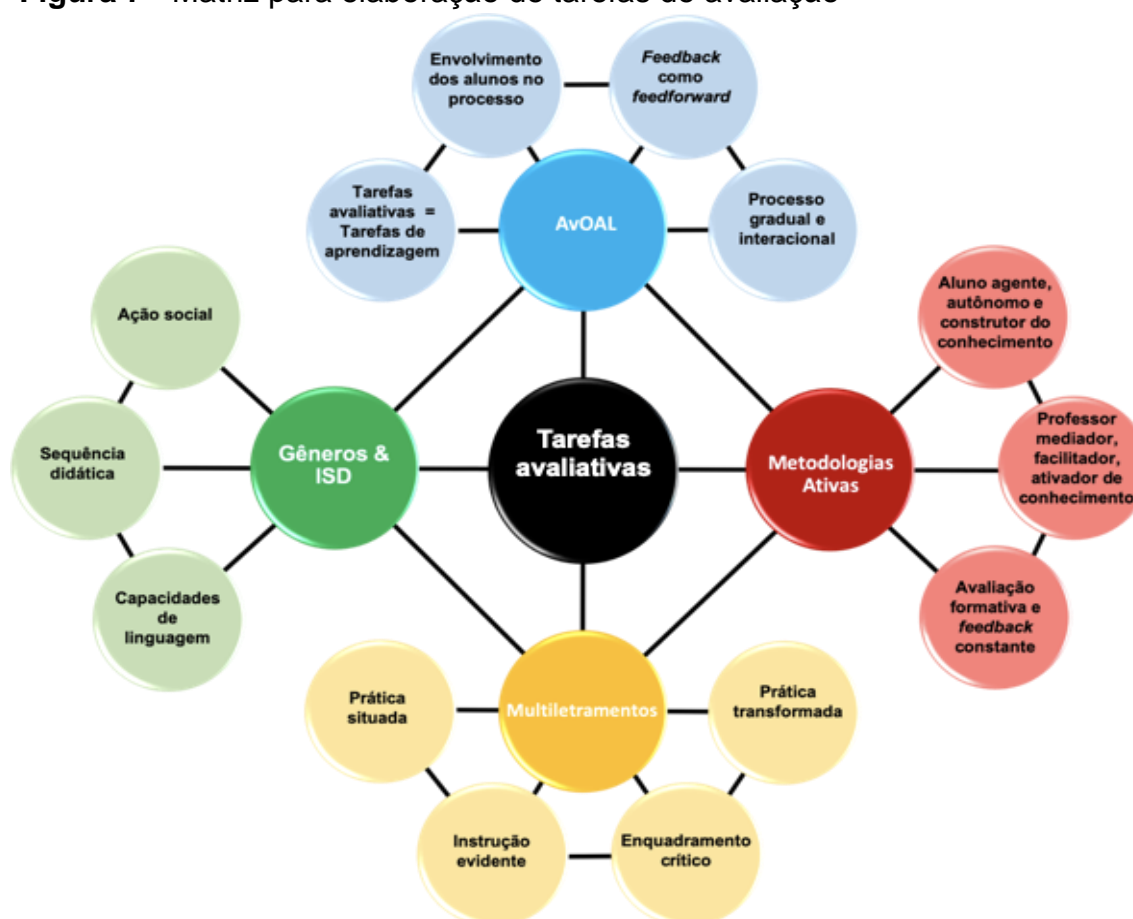 Envolvimento
dos alunos no
processo
Feedback
como
feedforward
Tarefas
avaliativas =
Tarefas de
aprendizagem
AvOAL
Processo
gradual e
interacional
Ação social
Sequência
didática
Capacidades
de
linguagem
Gêneros &
ISD
Tarefas
avaliativas
Metodologias
Ativas
Aluno agente,
autônomo e
construtor do
conhecimento
Professor
mediador,
facilitador,
ativador de
conhecimento
Avaliação
formativa e
feedback
constante
Prática
situada
Multiletramentos
Prática
transformada
Instrução
evidente
Enquadramento
crítico